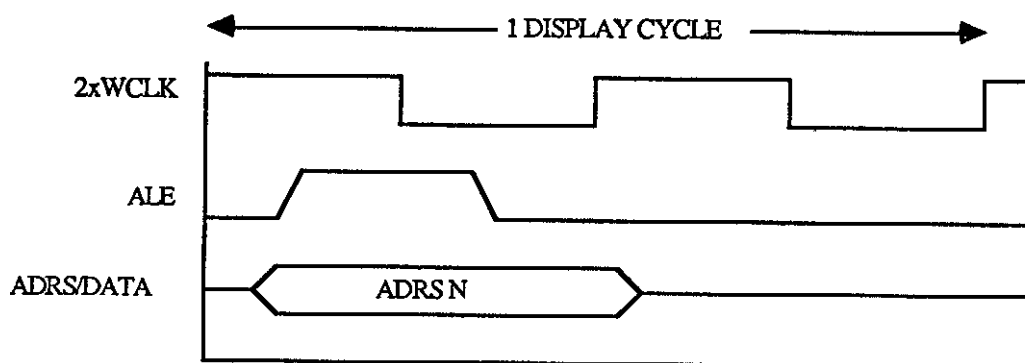 1 DISPLAY CYCLE
2xWCLK
ALE
ADRS/DATA
ADRS N